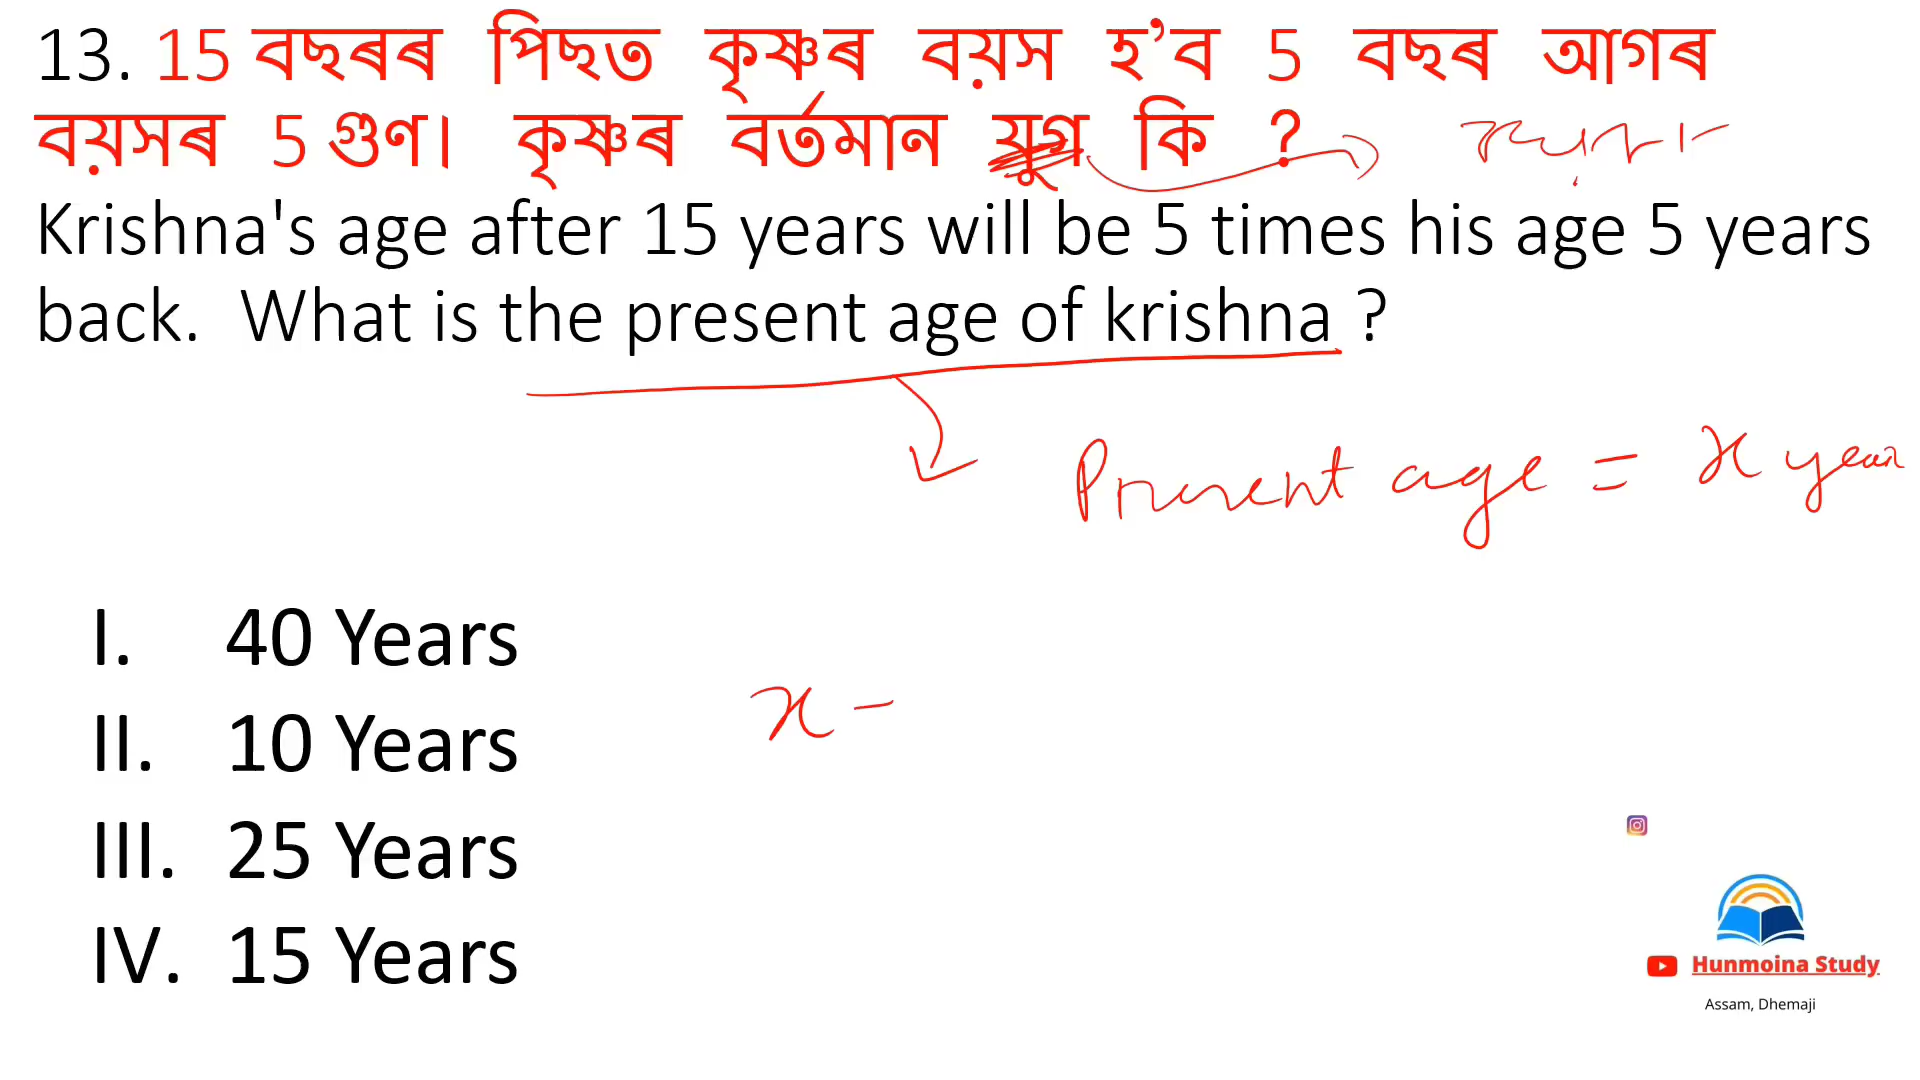 13. 15 বছৰৰ পিছত কৃষ্ণৰ বয়স হ’ব 5 বছৰ আগৰ
বয়সৰ 5 গুণ। কৃষ্ণৰ বৰ্তমান যুগ কি ?
Krishna's age after 15 years will be 5 times his age 5 years
back. What is the present age of krishna ?
Present age = x year
I. 40 Years
II. 10 Years
x -
III. 25 Years
IV. 15 Years
Hunmoina Study
Assam, Dhemaji